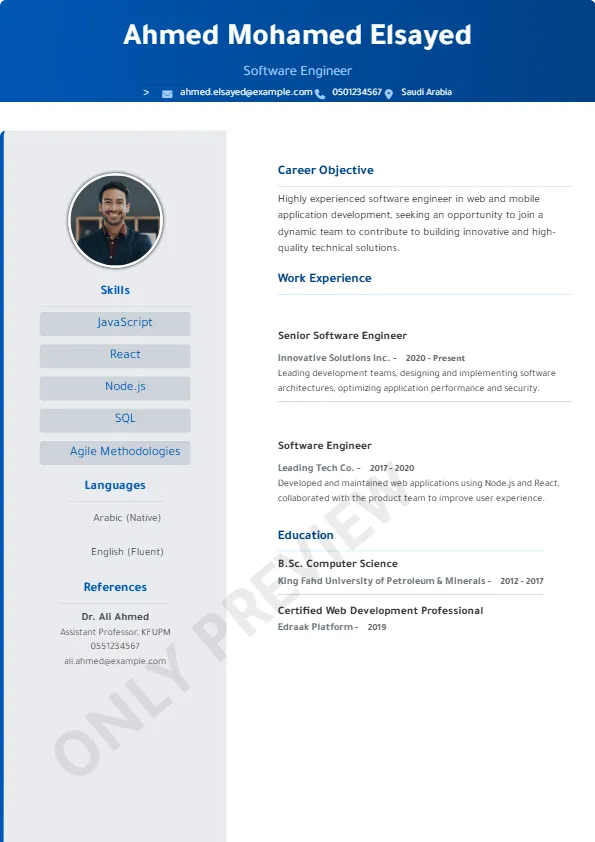 Ahmed Mohamed Elsayed
Software Engineer
> ahmed.elsayed@example.com 0501234567 Saudi Arabia
Skills
JavaScript
React
Node.js
SQL
Agile Methodologies
Languages
Arabic (Native)
English (Fluent)
References
Dr. Ali Ahmed
Assistant Professor, KFUPM
0551234567
ali.ahmed@example.com
Career Objective
Highly experienced software engineer in web and mobile
application development, seeking an opportunity to join a
dynamic team to contribute to building innovative and high-
quality technical solutions.
Work Experience
Senior Software Engineer
Innovative Solutions Inc. - 2020 - Present
Leading development teams, designing and implementing software
architectures, optimizing application performance and security.
Software Engineer
Leading Tech Co. - 2017 - 2020
Developed and maintained web applications using Node.js and React,
collaborated with the product team to improve user experience.
Education
B.Sc. Computer Science
King Fahd University of Petroleum & Minerals - 2012 - 2017
Certified Web Development Professional
Edraak Platform - 2019
ONLY PREVIEW